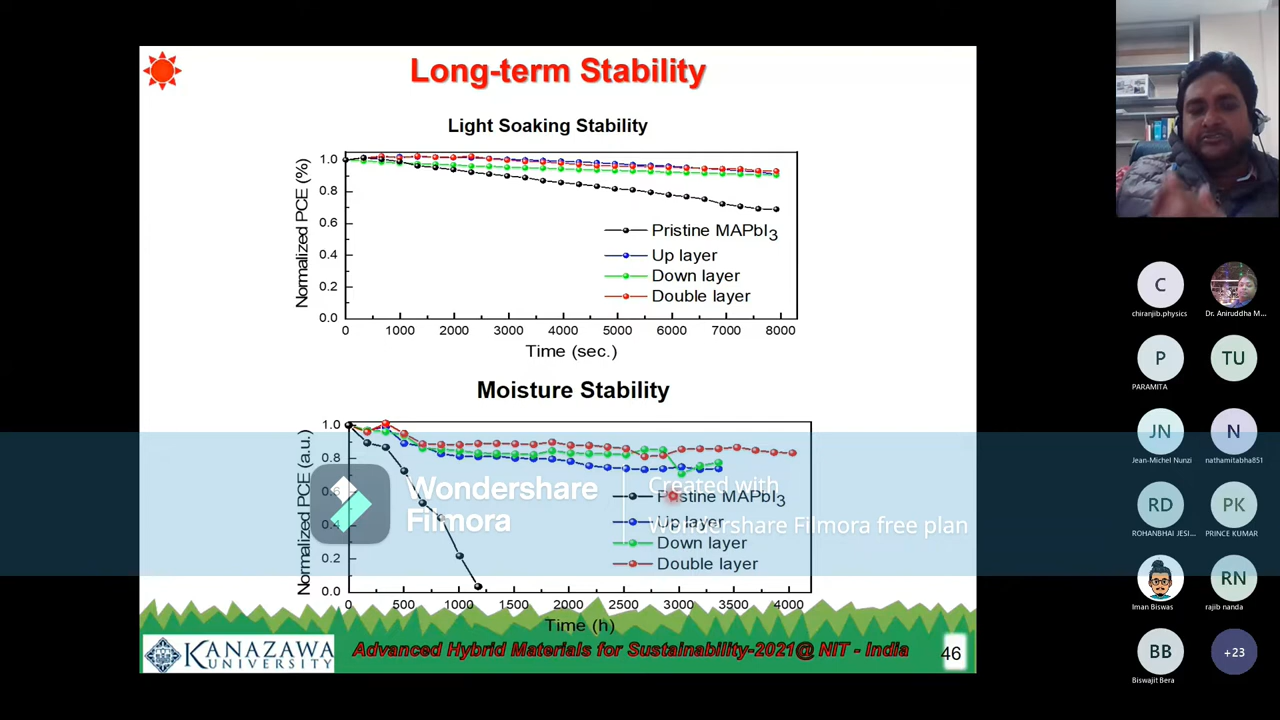 Long-term Stability
Light Soaking Stability
Normalized PCE (%)
1.0
0.8
0.6
0.4
0.2
0.0
Pristine MAPbI3
Up layer
Down layer
Double layer
0 1000 2000 3000 4000 5000 6000 7000 8000
Time (sec.)
Moisture Stability
Normalized PCE (a.u.)
1.0
0.8
0.6
0.4
0.2
0.0
Wondershare
Filmora
Created with
Wondershare Filmora free plan
Pristine MAPbI3
Up layer
Down layer
Double layer
0 500 1000 1500 2000 2500 3000 3500 4000
Time (h)
KANAZAWA
UNIVERSITY
Advanced Hybrid Materials for Sustainability-2021@ NIT - India
46
C
chiranjib.physics
Dr. Aniruddha M...
P
PARAMITA
TU
JN
Jean-Michel Nunzi
N
nathamitabha851
RD
ROHANBHAI JESI...
PK
PRINCE KUMAR
Iman Biswas
RN
rajib nanda
BB
Biswajit Bera
+23